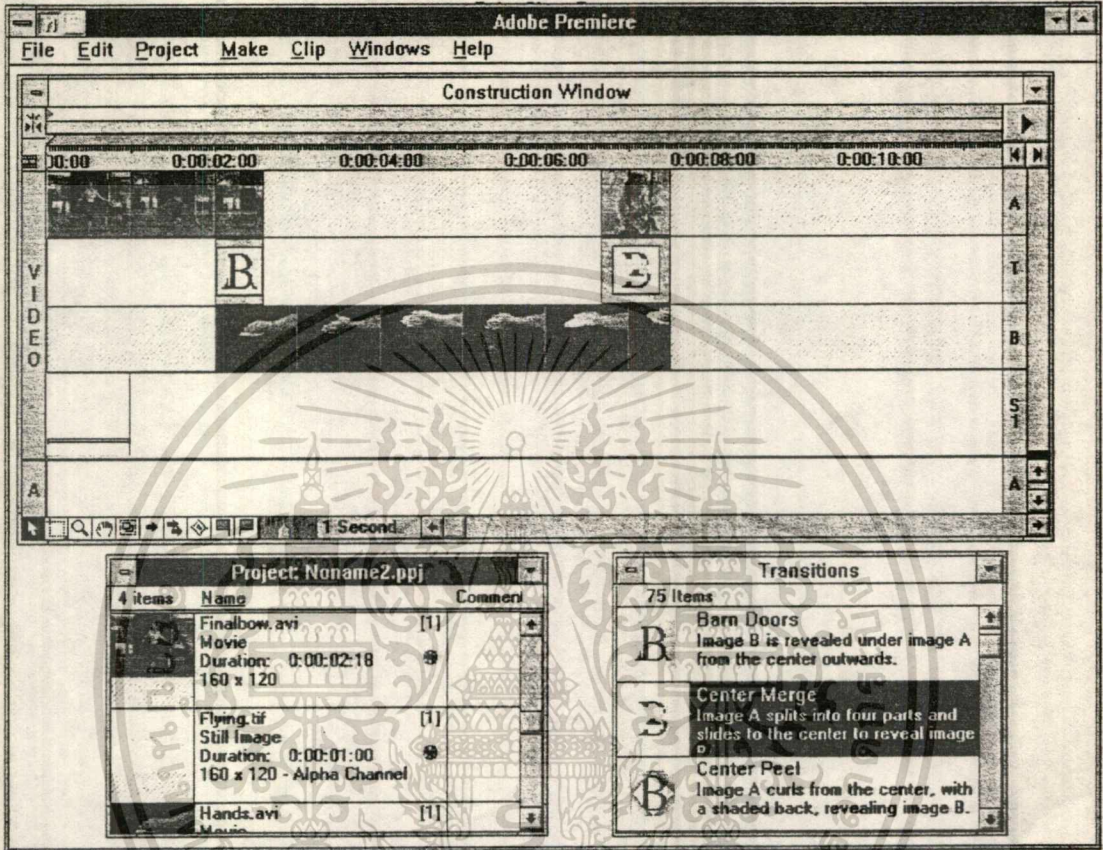 Adobe Premiere
File Edit Project Make Clip Windows Help
Construction Window
00:00 0:00:02:00 0:00:04:00 0:00:06:00 0:00:08:00 0:00:10:00
A
B B
T
VIDEO
B
S1
A A
1 Second
Project: Noname2.ppj
4 items Name Comment
Finalbow.avi [1]
Movie
Duration: 0:00:02:18
160 x 120
Flying.tif [1]
Still Image
Duration: 0:00:01:00
160 x 120 - Alpha Channel
Hands.avi [1]
Movie
Transitions
75 Items
B
Barn Doors
Image B is revealed under image A
from the center outwards.
B
Center Merge
Image A splits into four parts and
slides to the center to reveal image
B
Center Peel
Image A curls from the center, with
a shaded back, revealing image B.